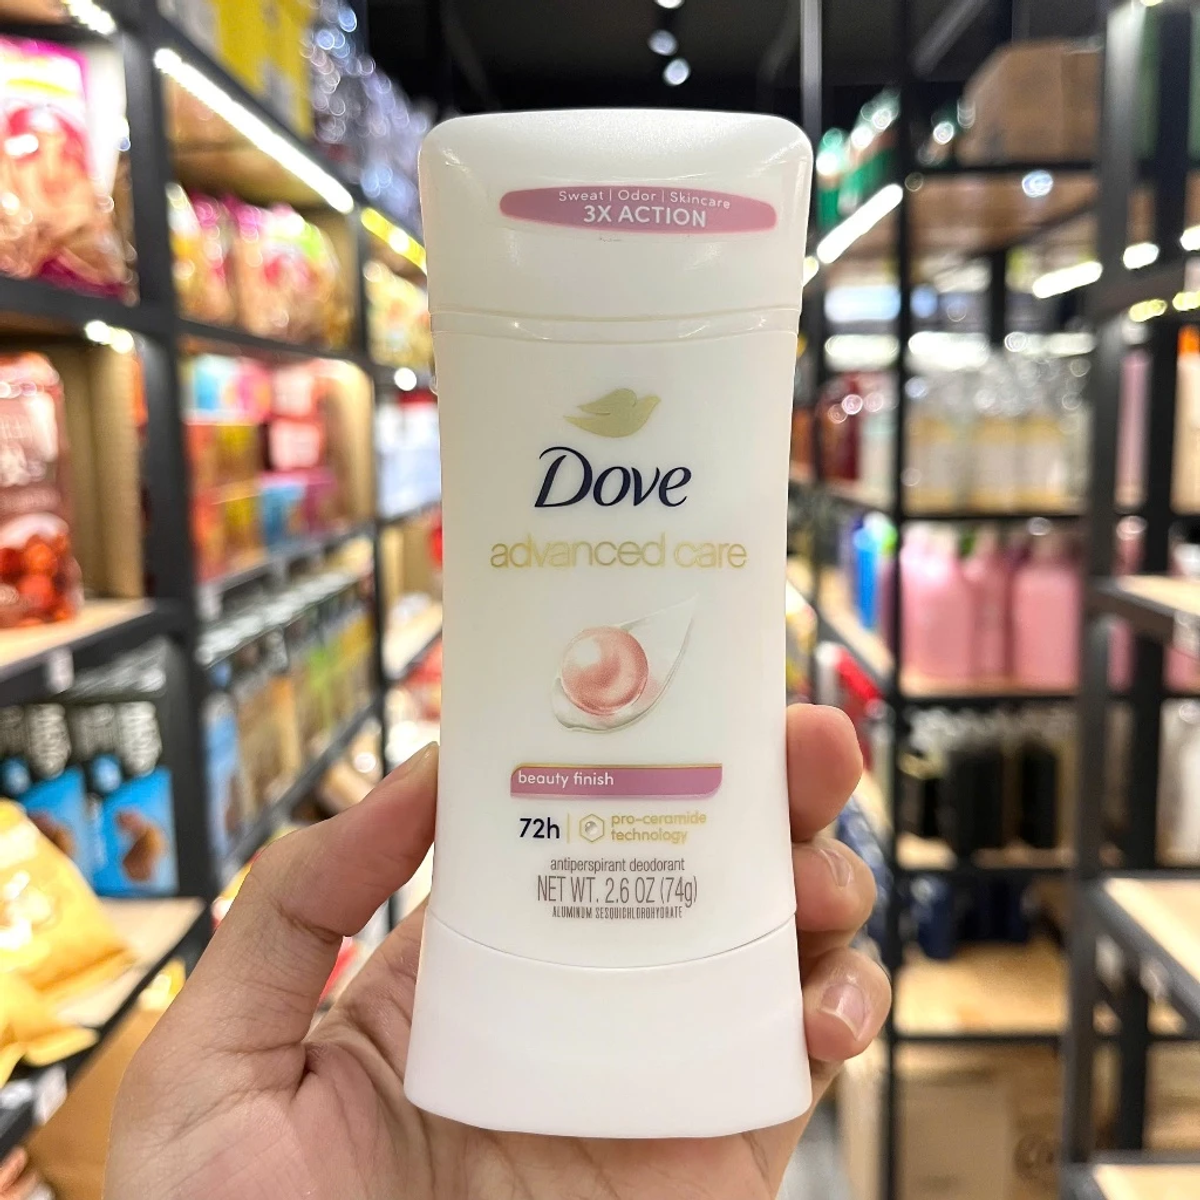 Sweat | Odor | Skincare
3X ACTION
Dove
advanced care
beauty finish
72h
pro-ceramide
technology
antiperspirant deodorant
NET WT. 2.6 OZ (74g)
ALUMINUM SESQUICHLOROHYDRATE